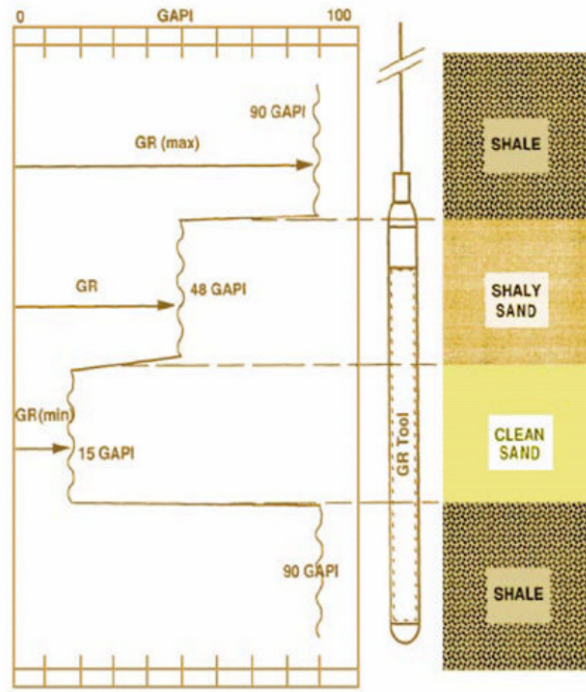 0 GAPI 100
90 GAPI
GR (max)
SHALE
GR
48 GAPI
SHALY
SAND
GR(min)
15 GAPI
GR Tool
CLEAN
SAND
90 GAPI
SHALE